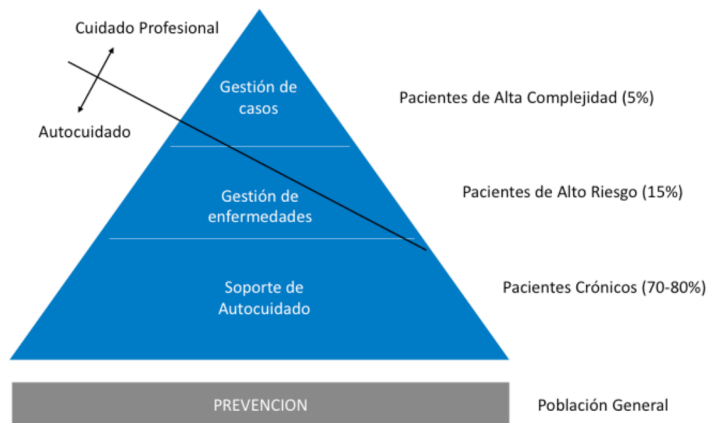 Cuidado Profesional
Autocuidado
Gestión de
casos
Pacientes de Alta Complejidad (5%)
Gestión de
enfermedades
Pacientes de Alto Riesgo (15%)
Soporte de
Autocuidado
Pacientes Crónicos (70-80%)
PREVENCION
Población General